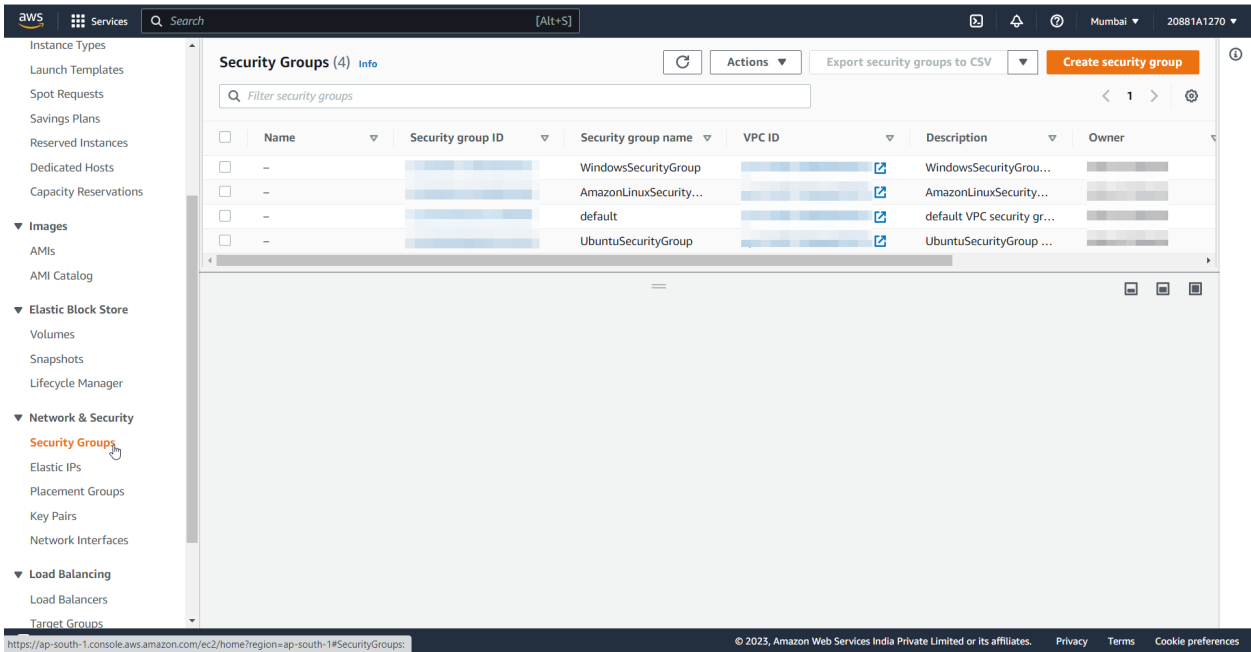 aws Services Search [Alt+S] Mumbai 20881A1270
Instance Types
Launch Templates
Spot Requests
Savings Plans
Reserved Instances
Dedicated Hosts
Capacity Reservations
Images
AMIs
AMI Catalog
Elastic Block Store
Volumes
Snapshots
Lifecycle Manager
Network & Security
Security Groups
Elastic IPs
Placement Groups
Key Pairs
Network Interfaces
Load Balancing
Load Balancers
Target Groups
Security Groups (4) Info Actions Export security groups to CSV Create security group
Filter security groups 1
Name Security group ID Security group name VPC ID Description Owner
– WindowsSecurityGroup WindowsSecurityGrou...
– AmazonLinuxSecurity... AmazonLinuxSecurity...
– default default VPC security gr...
– UbuntuSecurityGroup UbuntuSecurityGroup ...
https://ap-south-1.console.aws.amazon.com/ec2/home?region=ap-south-1#SecurityGroups: © 2023, Amazon Web Services India Private Limited or its affiliates. Privacy Terms Cookie preferences